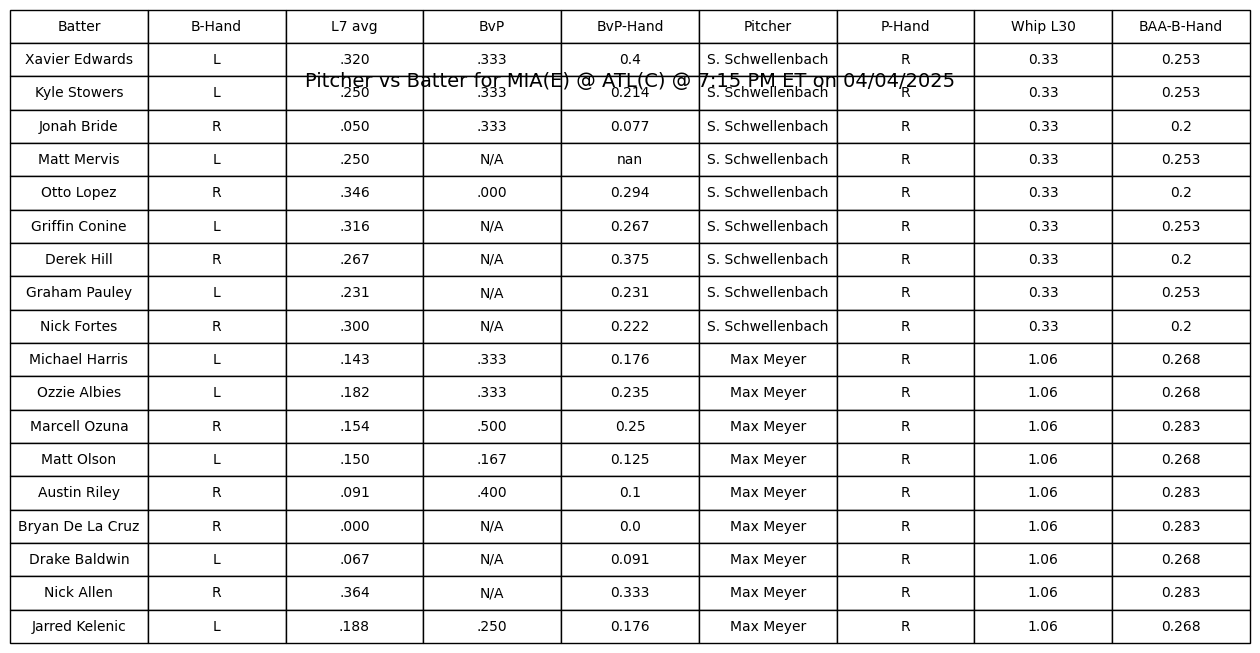 Batter B-Hand L7 avg BvP BvP-Hand Pitcher P-Hand Whip L30 BAA-B-Hand
Xavier Edwards L .320 .333 0.4 S. Schwellenbach R 0.33 0.253
Pitcher vs Batter for MIA(E) @ ATL(C) @ 7:15 PM ET on 04/04/2025
Kyle Stowers L .250 .333 0.214 S. Schwellenbach R 0.33 0.253
Jonah Bride R .050 .333 0.077 S. Schwellenbach R 0.33 0.2
Matt Mervis L .250 N/A nan S. Schwellenbach R 0.33 0.253
Otto Lopez R .346 .000 0.294 S. Schwellenbach R 0.33 0.2
Griffin Conine L .316 N/A 0.267 S. Schwellenbach R 0.33 0.253
Derek Hill R .267 N/A 0.375 S. Schwellenbach R 0.33 0.2
Graham Pauley L .231 N/A 0.231 S. Schwellenbach R 0.33 0.253
Nick Fortes R .300 N/A 0.222 S. Schwellenbach R 0.33 0.2
Michael Harris L .143 .333 0.176 Max Meyer R 1.06 0.268
Ozzie Albies L .182 .333 0.235 Max Meyer R 1.06 0.268
Marcell Ozuna R .154 .500 0.25 Max Meyer R 1.06 0.283
Matt Olson L .150 .167 0.125 Max Meyer R 1.06 0.268
Austin Riley R .091 .400 0.1 Max Meyer R 1.06 0.283
Bryan De La Cruz R .000 N/A 0.0 Max Meyer R 1.06 0.283
Drake Baldwin L .067 N/A 0.091 Max Meyer R 1.06 0.268
Nick Allen R .364 N/A 0.333 Max Meyer R 1.06 0.283
Jarred Kelenic L .188 .250 0.176 Max Meyer R 1.06 0.268